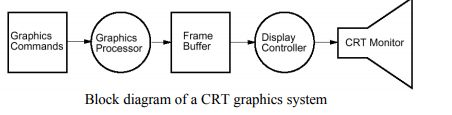 Graphics
Commands
Graphics
Processor
Frame
Buffer
Display
Controller
CRT Monitor
Block diagram of a CRT graphics system